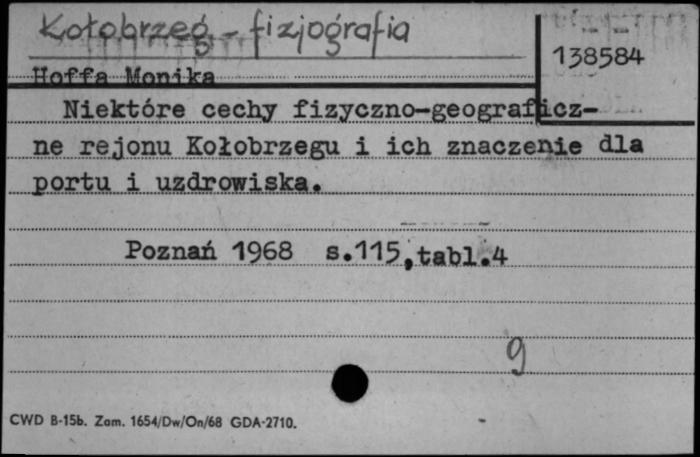 Kołobrzeg - fizjografia
138584
Hoffa Monika
Niektóre cechy fizyczno-geograficz-
ne rejonu Kołobrzegu i ich znaczenie dla
portu i uzdrowiska.
Poznań 1968 s.115,tabl.4
g
CWD B-15b. Zam. 1654/Dw/On/68 GDA-2710.